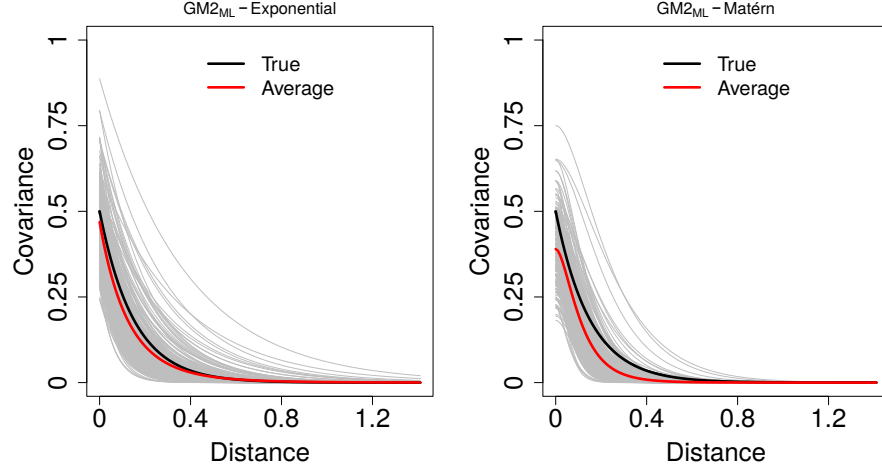 GM2ML − Exponential
True
Average
Covariance
0
0.25
0.5
0.75
1
0
0.4
0.8
1.2
Distance
GM2ML − Matérn
True
Average
Covariance
0
0.25
0.5
0.75
1
0
0.4
0.8
1.2
Distance